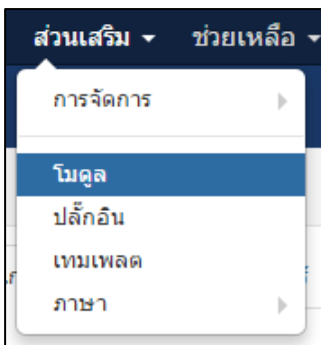 ส่วนเสริม ช่วยเหลือ
การจัดการ
โมดูล
ปลั๊กอิน
เทมเพลต
ภาษา